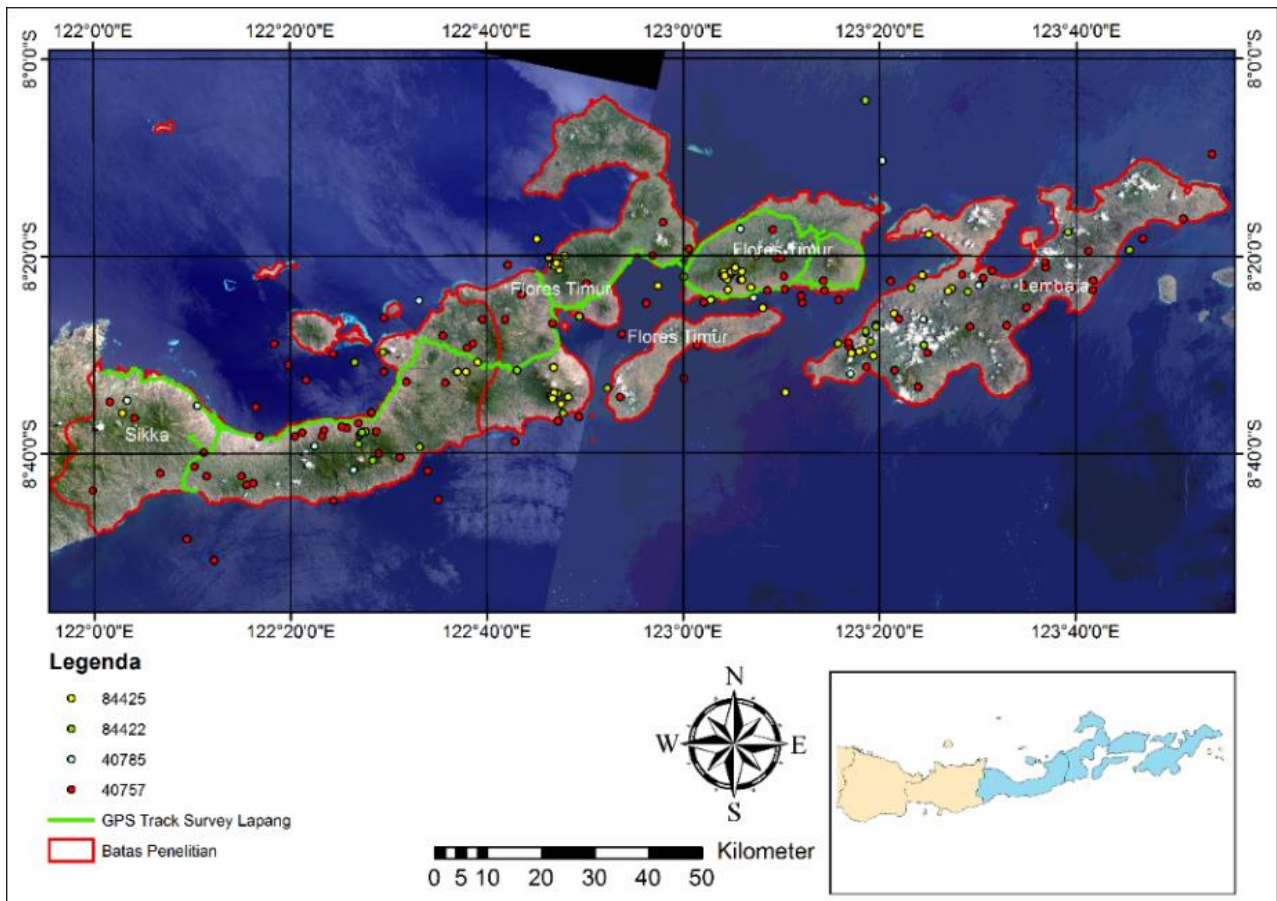 122°0'0"E 122°20'0"E 122°40'0"E 123°0'0"E 123°20'0"E 123°40'0"E
8°0'0"S 8°0'0"S
8°20'0"S 8°20'0"S
8°40'0"S 8°40'0"S
Flores Timur
Flores Timur
Lembata
Flores Timur
Sikka
122°0'0"E 122°20'0"E 122°40'0"E 123°0'0"E 123°20'0"E 123°40'0"E
Legenda
84425
84422
40785
40757
GPS Track Survey Lapang
Batas Penelitian
N
W E
S
Kilometer
0 5 10 20 30 40 50